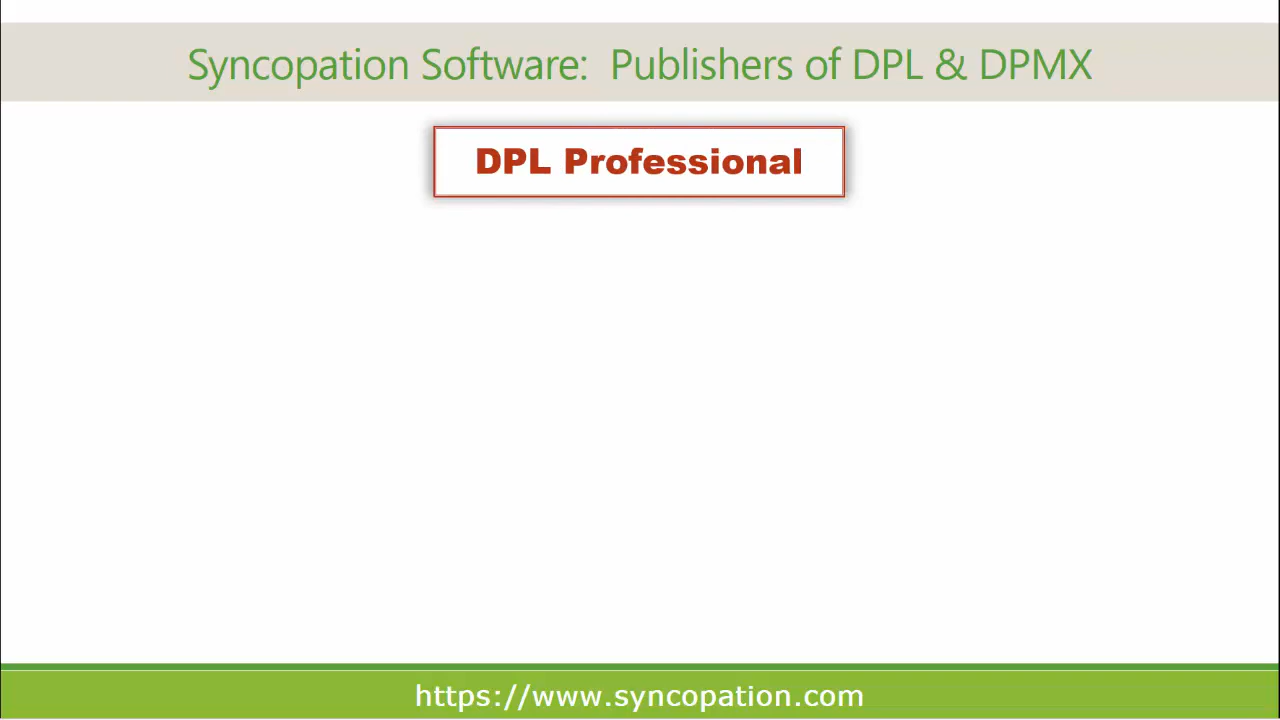 Syncopation Software:  Publishers of DPL & DPMX
DPL Professional
https://www.syncopation.com